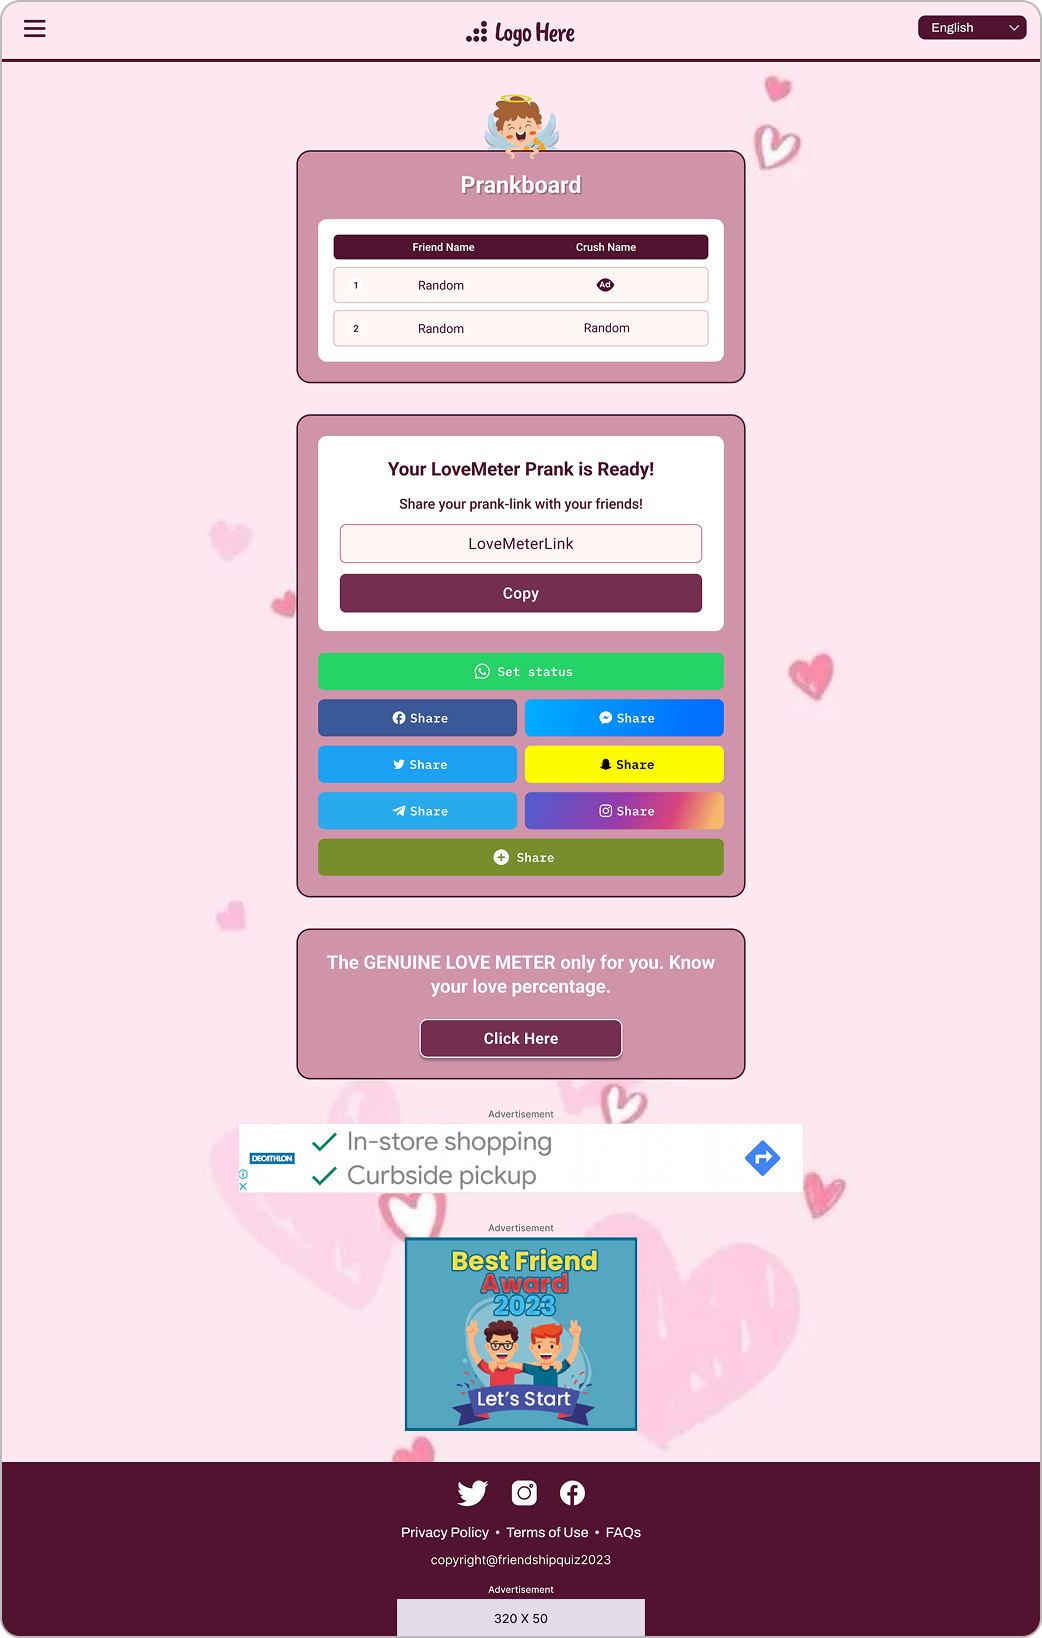 Logo Here
English
Prankboard
Friend Name Crush Name
1 Random Ad
2 Random Random
Your LoveMeter Prank is Ready!
Share your prank-link with your friends!
LoveMeterLink
Copy
Set status
Share Share
Share Share
Share Share
Share
The GENUINE LOVE METER only for you. Know
your love percentage.
Click Here
Advertisement
DECATHLON
In-store shopping
Curbside pickup
Advertisement
Best Friend
Award
2023
Let's Start
Privacy Policy • Terms of Use • FAQs
copyright@friendshipquiz2023
Advertisement
320 X 50